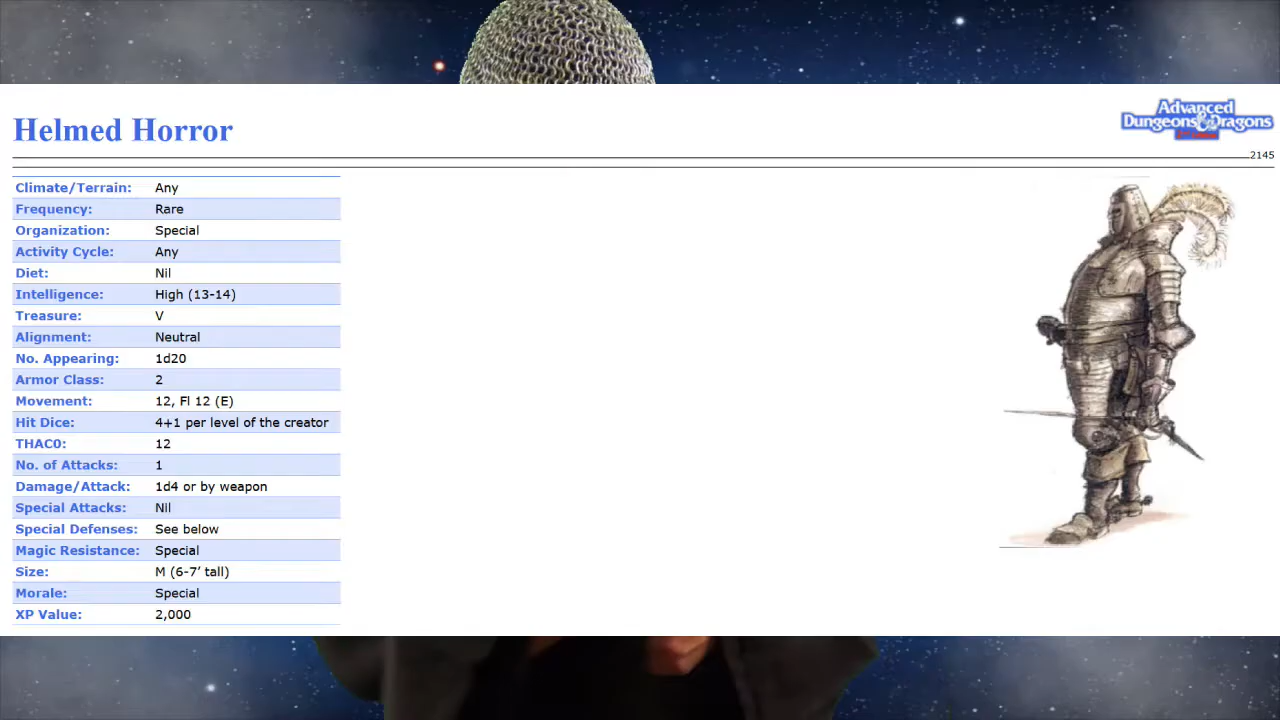 Helmed Horror
Advanced
Dungeons & Dragons
2145
Climate/Terrain: Any
Frequency: Rare
Organization: Special
Activity Cycle: Any
Diet: Nil
Intelligence: High (13-14)
Treasure: V
Alignment: Neutral
No. Appearing: 1d20
Armor Class: 2
Movement: 12, Fl 12 (E)
Hit Dice: 4+1 per level of the creator
THAC0: 12
No. of Attacks: 1
Damage/Attack: 1d4 or by weapon
Special Attacks: Nil
Special Defenses: See below
Magic Resistance: Special
Size: M (6-7’ tall)
Morale: Special
XP Value: 2,000